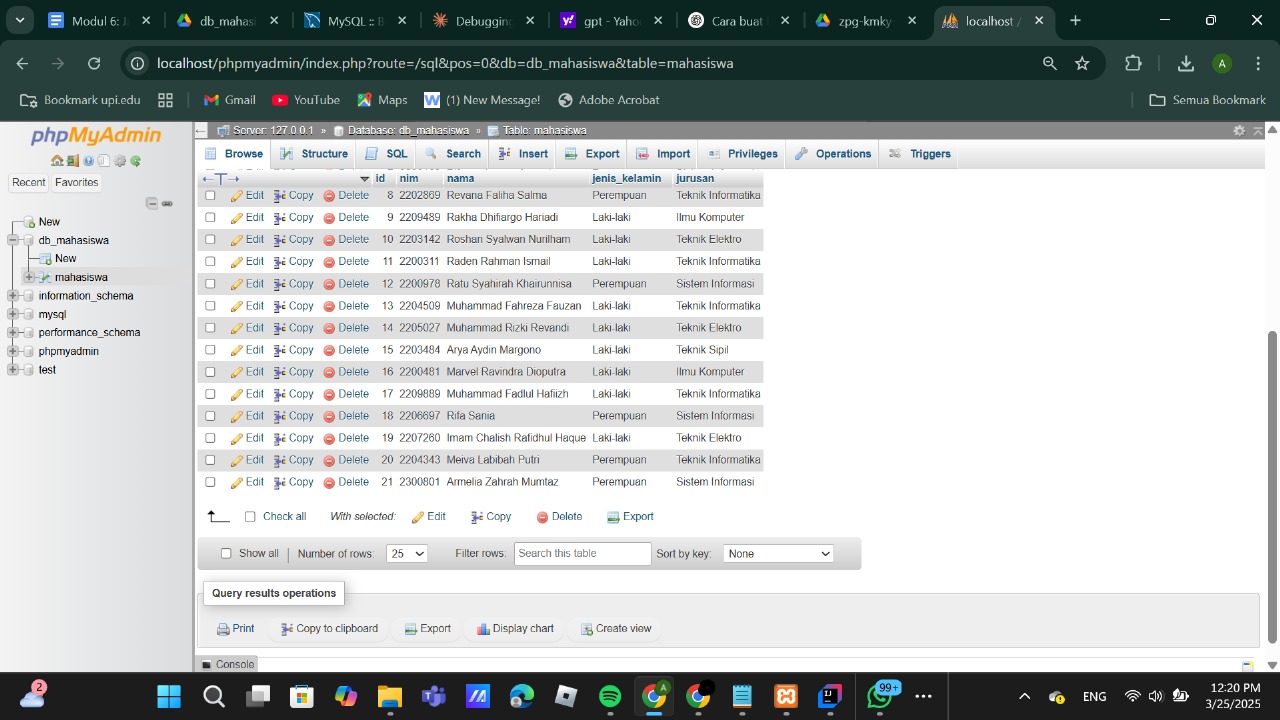 Modul 6: Ja
db_mahasi
MySQL :: B
Debugging
gpt - Yaho
Cara buat
zpg-kmky
localhost /
localhost/phpmyadmin/index.php?route=/sql&pos=0&db=db_mahasiswa&table=mahasiswa
A
Bookmark upi.edu
Gmail
YouTube
Maps
(1) New Message!
Adobe Acrobat
Semua Bookmark
phpMyAdmin
Recent
Favorites
New
db_mahasiswa
New
mahasiswa
information_schema
mysql
performance_schema
phpmyadmin
test
Server: 127.0.0.1 » Database: db_mahasiswa » Table: mahasiswa
Browse Structure SQL Search Insert Export Import Privileges Operations Triggers
id nim nama jenis_kelamin jurusan
Edit Copy Delete 8 2202869 Revana Faliha Salma Perempuan Teknik Informatika
Edit Copy Delete 9 2209489 Rakha Dhifiargo Hariadi Laki-laki Ilmu Komputer
Edit Copy Delete 10 2203142 Roshan Syalwan Nurilham Laki-laki Teknik Elektro
Edit Copy Delete 11 2200311 Raden Rahman Ismail Laki-laki Teknik Informatika
Edit Copy Delete 12 2200978 Ratu Syahirah Khairunnisa Perempuan Sistem Informasi
Edit Copy Delete 13 2204509 Muhammad Fahreza Fauzan Laki-laki Teknik Informatika
Edit Copy Delete 14 2205027 Muhammad Rizki Revandi Laki-laki Teknik Elektro
Edit Copy Delete 15 2203484 Arya Aydin Margono Laki-laki Teknik Sipil
Edit Copy Delete 16 2200481 Marvel Ravindra Dioputra Laki-laki Ilmu Komputer
Edit Copy Delete 17 2209889 Muhammad Fadlul Hafiizh Laki-laki Teknik Informatika
Edit Copy Delete 18 2206697 Rifa Sania Perempuan Sistem Informasi
Edit Copy Delete 19 2207260 Imam Chalish Rafidhul Haque Laki-laki Teknik Elektro
Edit Copy Delete 20 2204343 Meiva Labibah Putri Perempuan Teknik Informatika
Edit Copy Delete 21 2300801 Armelia Zahrah Mumtaz Perempuan Sistem Informasi
Check all With selected: Edit Copy Delete Export
Show all Number of rows: 25 Filter rows: Search this table Sort by key: None
Query results operations
Print Copy to clipboard Export Display chart Create view
Console
2
99+
ENG
12:20 PM
3/25/2025